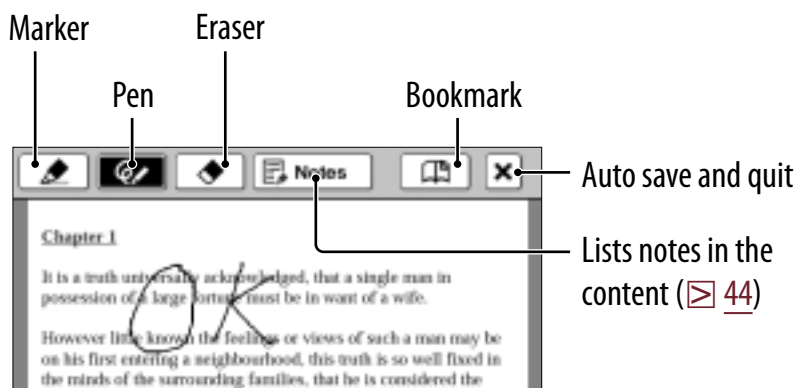 Marker
Eraser
Pen
Bookmark
Notes
Auto save and quit
Lists notes in the
content (> 44)
Chapter 1
It is a truth universally acknowledged, that a single man in
possession of a large fortune must be in want of a wife.
OK
However little known the feelings or views of such a man may be
on his first entering a neighbourhood, this truth is so well fixed in
the minds of the surrounding families, that he is considered the